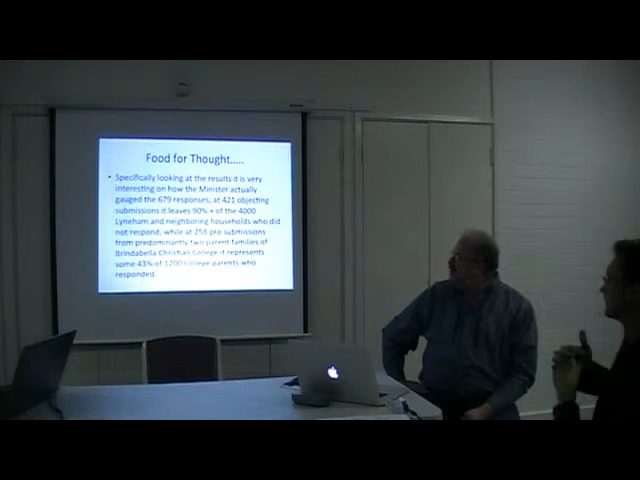 Food for Thought.....
• Specifically looking at the results it is very
interesting on how the Minister actually
gauged the 679 responses, at 421 objecting
submissions it leaves 90% + of the 4000
Lyneham and neighboring households who did
not respond, while at 258 pro submissions
from predominantly two parent families of
Brindabella Christian College it represents
some 43% of 1200 College parents who
responded.